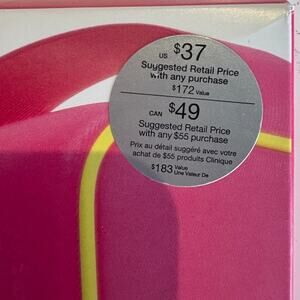 US $37
Suggested Retail Price
with any purchase
$172 Value
CAN $49
Suggested Retail Price
with any $55 purchase
Prix au détail suggéré avec votre
achat de $55 produits Clinique
$183 Value
Une Valeur De